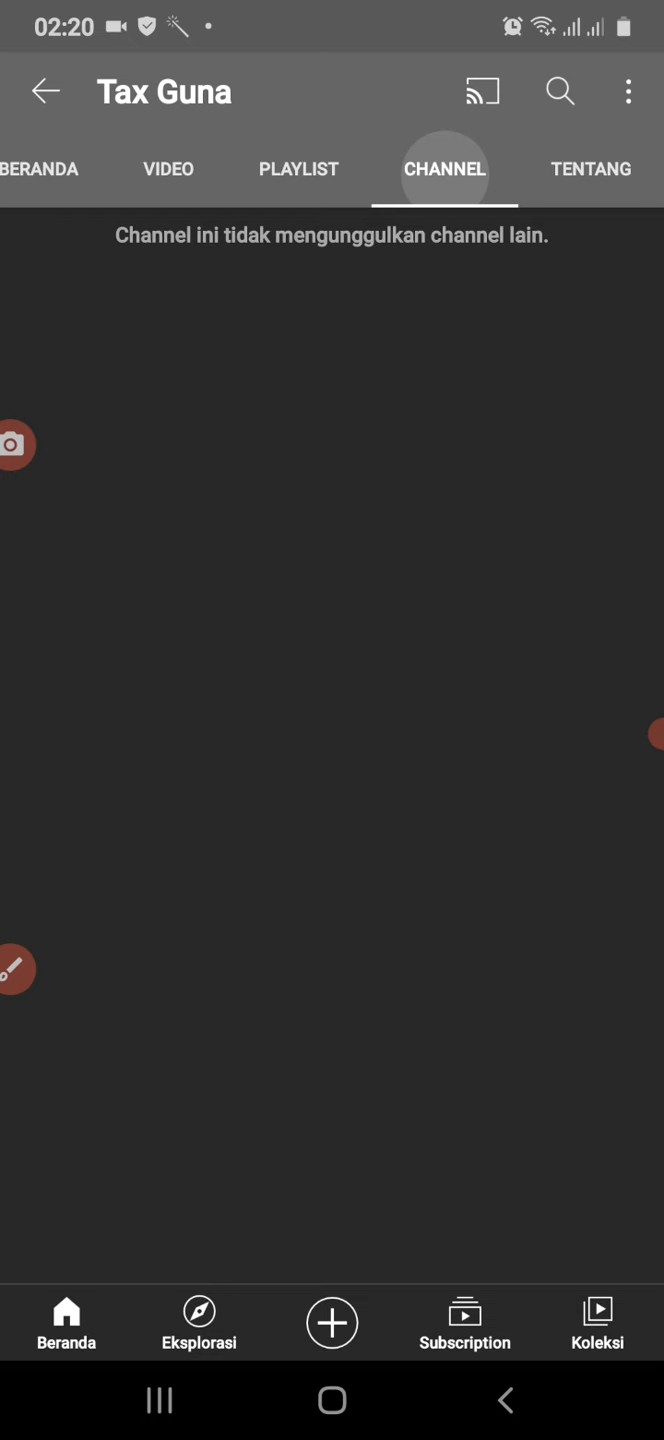 02:20
Tax Guna
BERANDA VIDEO PLAYLIST CHANNEL TENTANG
Channel ini tidak mengunggulkan channel lain.
Beranda Eksplorasi Subscription Koleksi